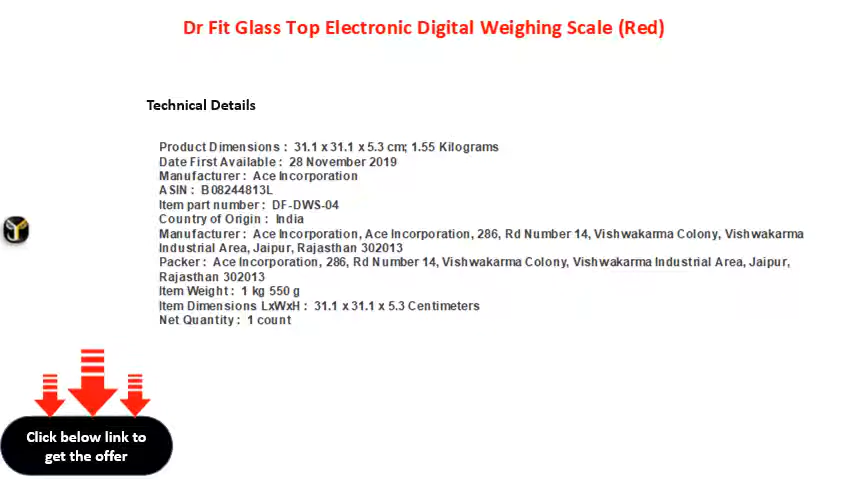 Dr Fit Glass Top Electronic Digital Weighing Scale (Red)
Technical Details
Product Dimensions : 31.1 x 31.1 x 5.3 cm; 1.55 Kilograms
Date First Available : 28 November 2019
Manufacturer : Ace Incorporation
ASIN : B08244813L
Item part number : DF-DWS-04
Country of Origin : India
Manufacturer : Ace Incorporation, Ace Incorporation, 286, Rd Number 14, Vishwakarma Colony, Vishwakarma
Industrial Area, Jaipur, Rajasthan 302013
Packer : Ace Incorporation, 286, Rd Number 14, Vishwakarma Colony, Vishwakarma Industrial Area, Jaipur,
Rajasthan 302013
Item Weight : 1 kg 550 g
Item Dimensions LxWxH : 31.1 x 31.1 x 5.3 Centimeters
Net Quantity : 1 count
Click below link to
get the offer